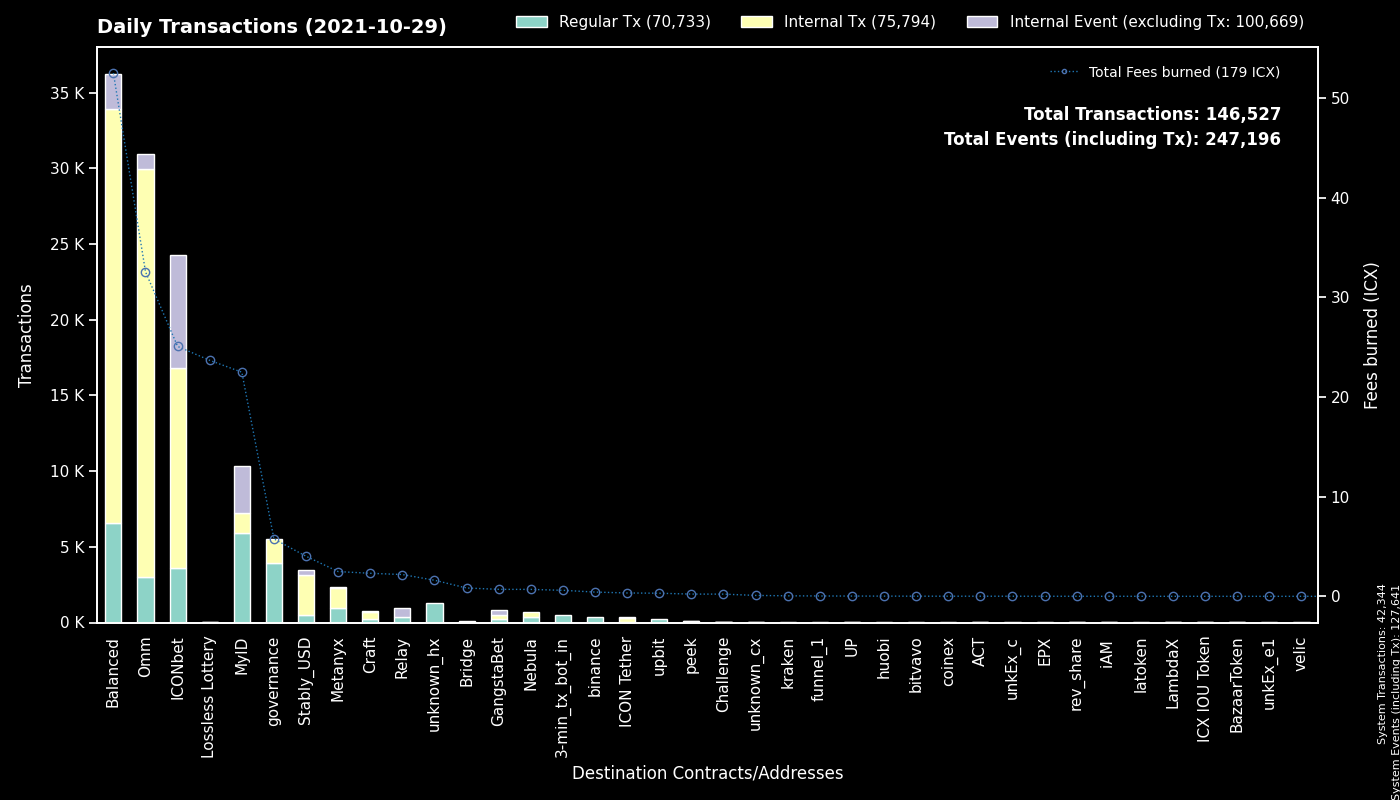 Daily Transactions (2021-10-29)
Regular Tx (70,733)
Internal Tx (75,794)
Internal Event (excluding Tx: 100,669)
Total Fees burned (179 ICX)
Total Transactions: 146,527
Total Events (including Tx): 247,196
Transactions
35 K
30 K
25 K
20 K
15 K
10 K
5 K
0 K
50
40
30
20
10
0
Fees burned (ICX)
Balanced
Omm
ICONbet
Lossless Lottery
MyID
governance
Stably_USD
Metanyx
Craft
Relay
unknown_hx
Bridge
GangstaBet
Nebula
3-min_tx_bot_in
binance
ICON Tether
upbit
peek
Challenge
unknown_cx
kraken
funnel_1
UP
huobi
bitvavo
coinex
ACT
unkEx_c
EPX
rev_share
iAM
latoken
LambdaX
ICX IOU Token
BazaarToken
unkEx_e1
velic
Destination Contracts/Addresses
System Transactions: 42,344
System Events (including Tx): 127,641